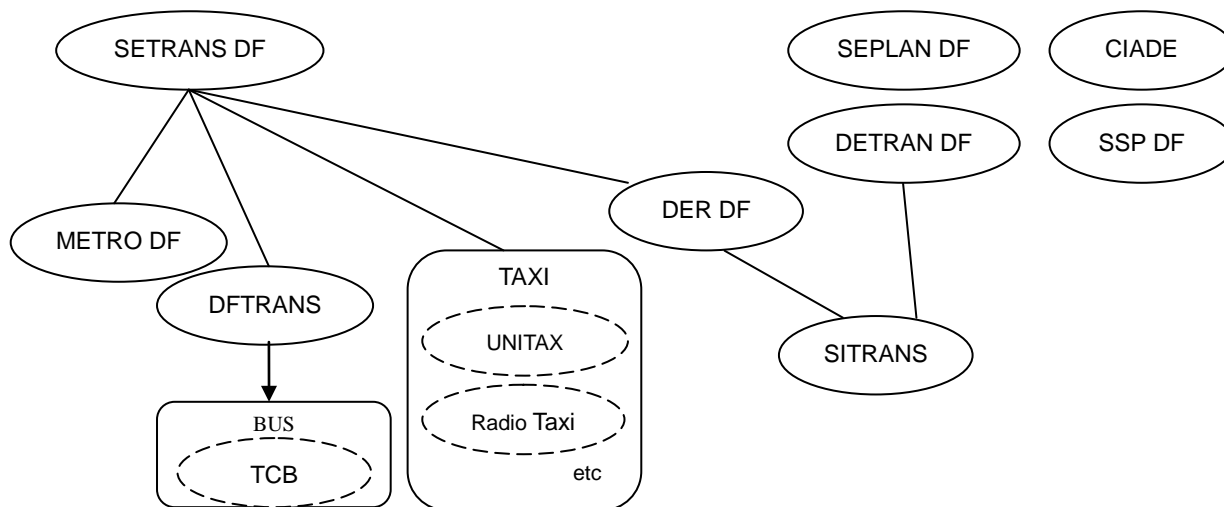 SETRANS DF
SEPLAN DF
CIADE
DETRAN DF
SSP DF
METRO DF
DER DF
DFTRANS
TAXI
UNITAX
SITRANS
BUS
Radio Taxi
TCB
etc